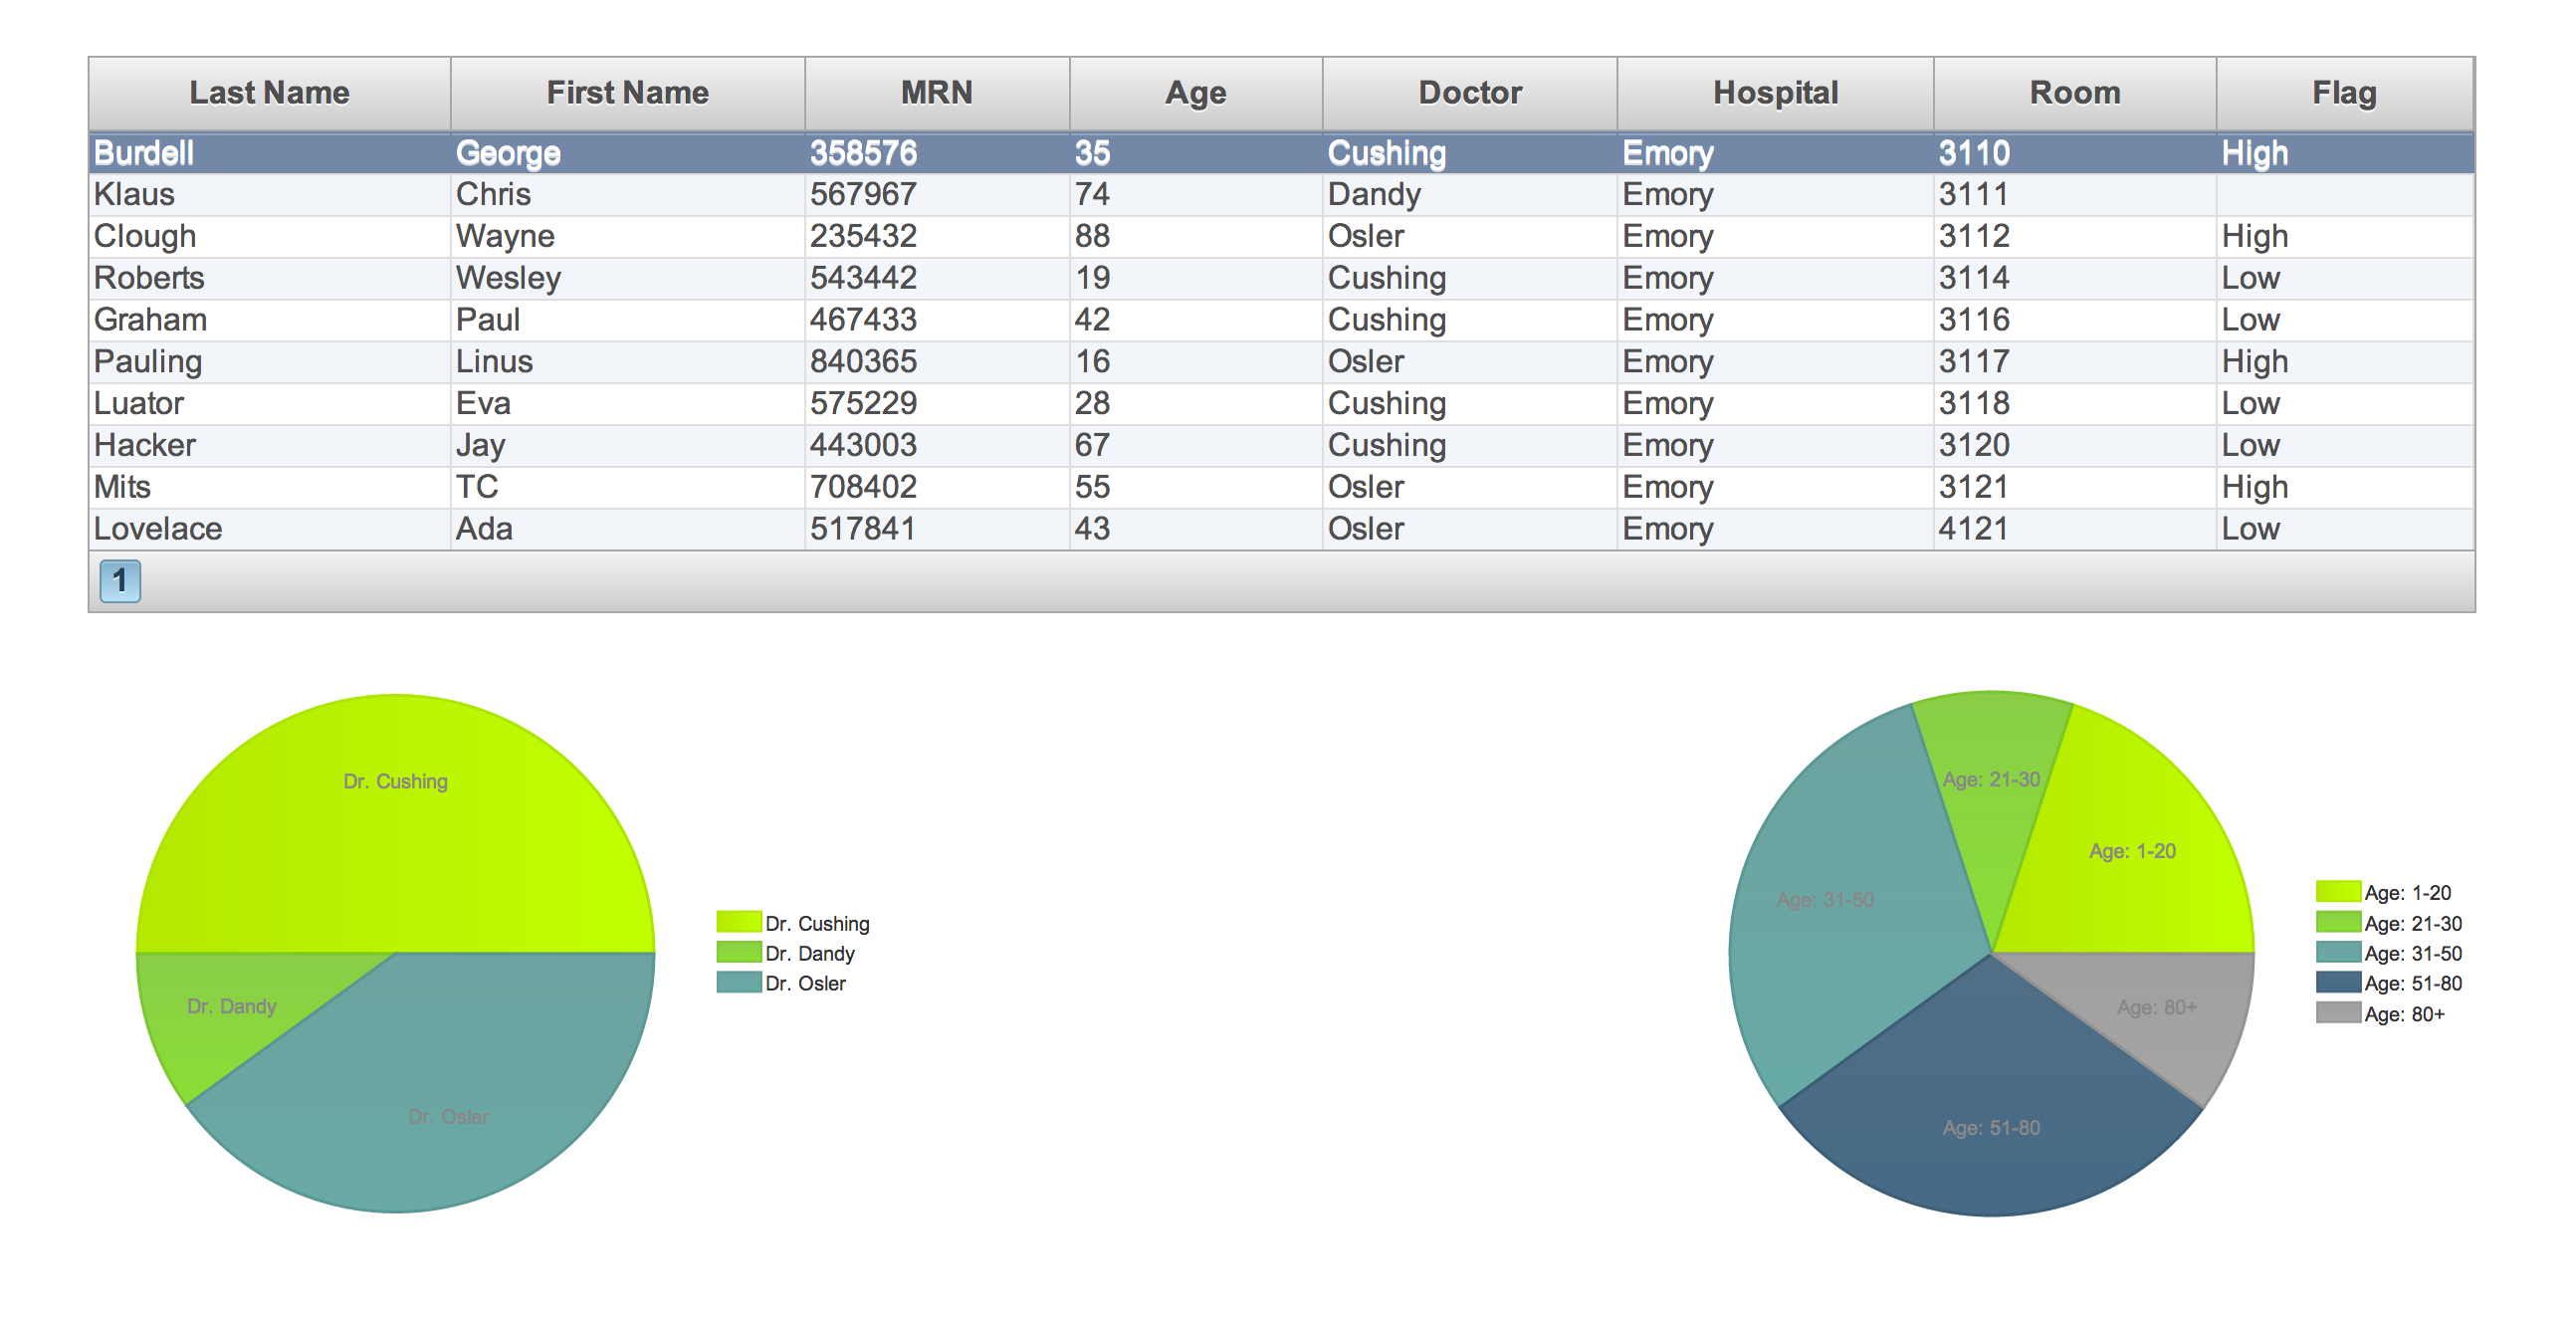 Last Name First Name MRN Age Doctor Hospital Room Flag
Burdell George 358576 35 Cushing Emory 3110 High
Klaus Chris 567967 74 Dandy Emory 3111
Clough Wayne 235432 88 Osler Emory 3112 High
Roberts Wesley 543442 19 Cushing Emory 3114 Low
Graham Paul 467433 42 Cushing Emory 3116 Low
Pauling Linus 840365 16 Osler Emory 3117 High
Luator Eva 575229 28 Cushing Emory 3118 Low
Hacker Jay 443003 67 Cushing Emory 3120 Low
Mits TC 708402 55 Osler Emory 3121 High
Lovelace Ada 517841 43 Osler Emory 4121 Low
1
Dr. Cushing
Dr. Dandy
Dr. Osler
Dr. Cushing
Dr. Dandy
Dr. Osler
Age: 21-30
Age: 1-20
Age: 31-50
Age: 80+
Age: 51-80
Age: 1-20
Age: 21-30
Age: 31-50
Age: 51-80
Age: 80+